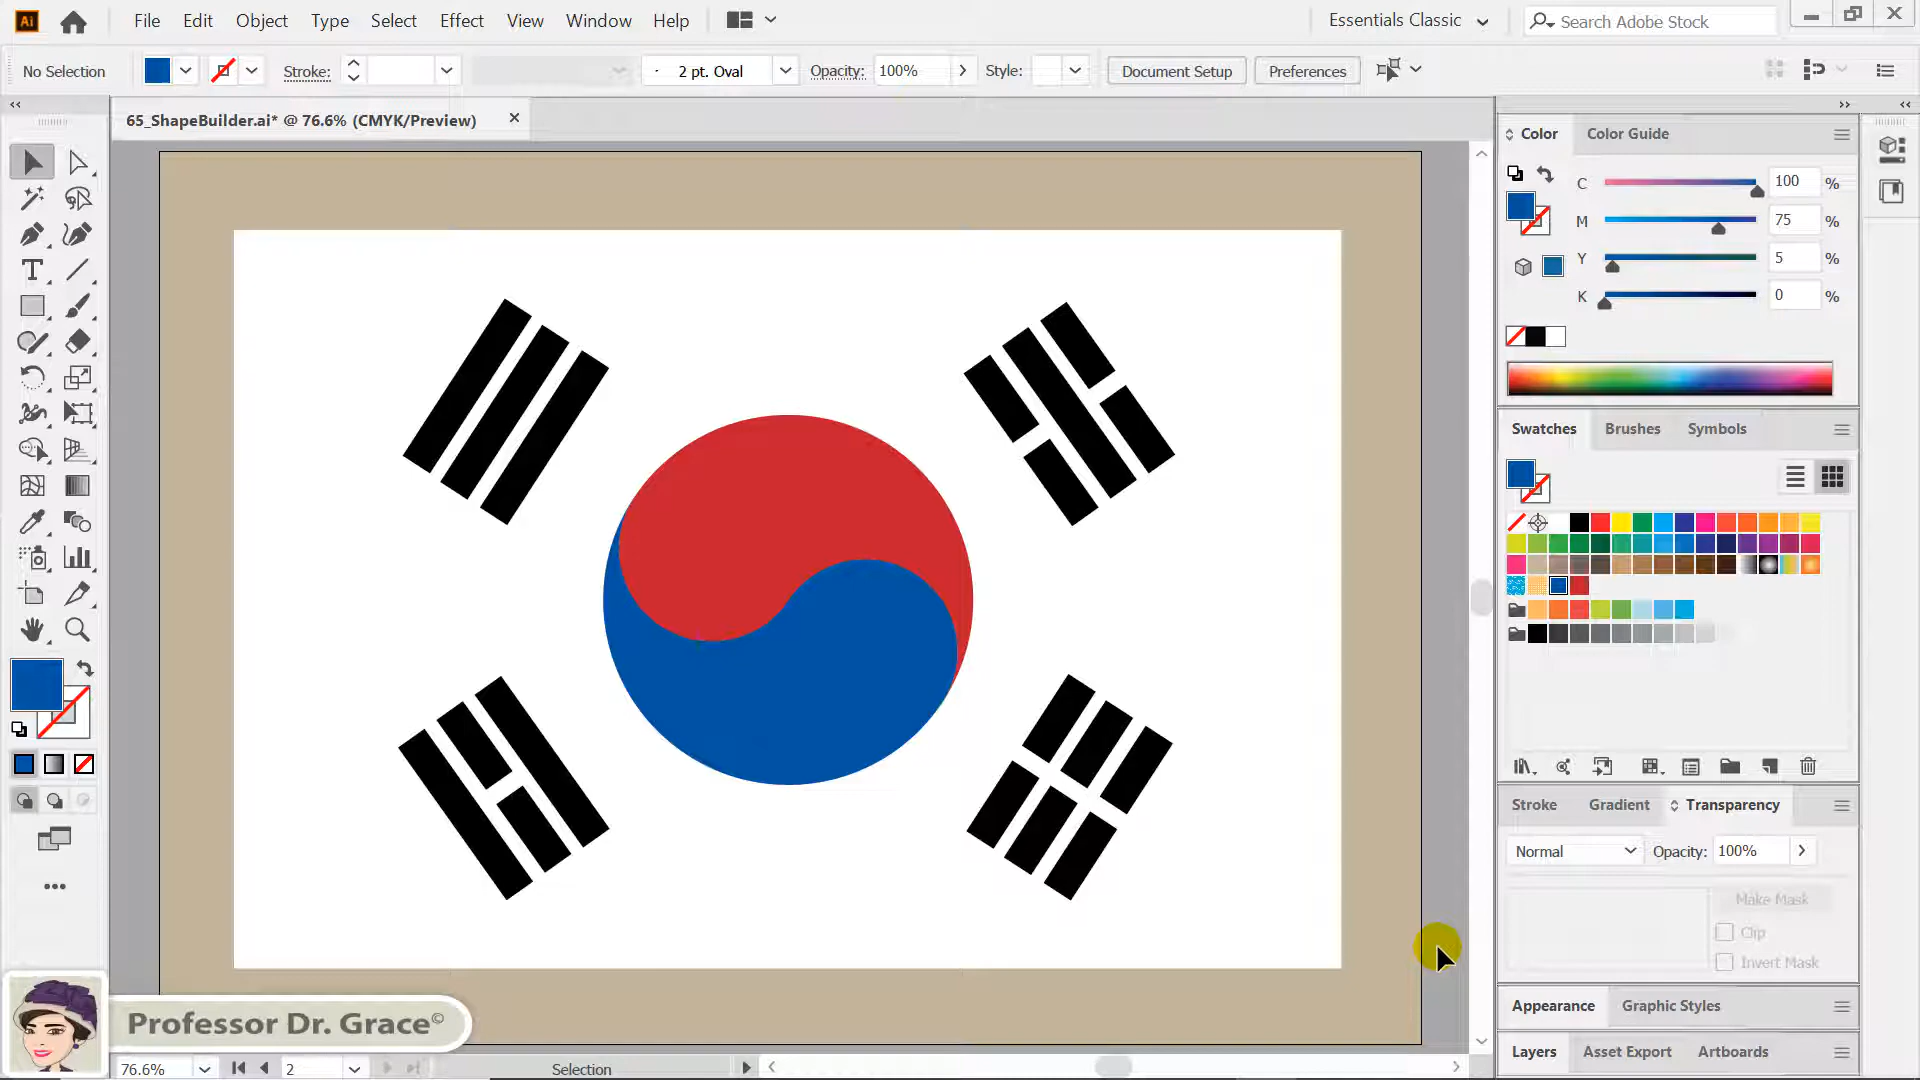 Ai File Edit Object Type Select Effect View Window Help Essentials Classic Search Adobe Stock
No Selection Stroke: 2 pt. Oval Opacity: 100% Style: Document Setup Preferences
65_ShapeBuilder.ai* @ 76.6% (CMYK/Preview)
Color Color Guide
C 100 %
M 75 %
Y 5 %
K 0 %
Swatches Brushes Symbols
Stroke Gradient Transparency
Normal Opacity: 100%
Make Mask
Clip
Invert Mask
Appearance Graphic Styles
Layers Asset Export Artboards
Professor Dr. Grace©
76.6% 2 Selection